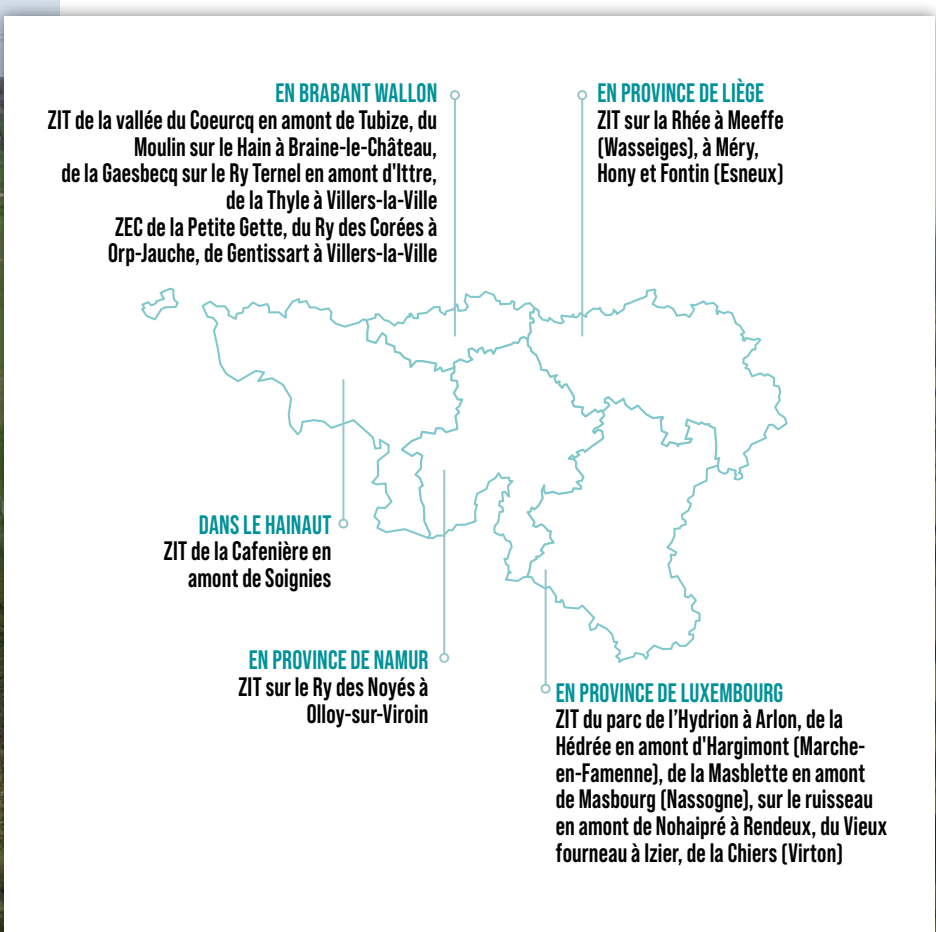 EN BRABANT WALLON
ZIT de la vallée du Coeurcq en amont de Tubize, du
Moulin sur le Hain à Braine-le-Château,
de la Gaesbecq sur le Ry Ternel en amont d'Ittre,
de la Thyle à Villers-la-Ville
ZEC de la Petite Gette, du Ry des Corées à
Orp-Jauche, de Gentissart à Villers-la-Ville
EN PROVINCE DE LIÈGE
ZIT sur la Rhée à Meeffe
(Wasseiges), à Méry,
Hony et Fontin (Esneux)
DANS LE HAINAUT
ZIT de la Cafenière en
amont de Soignies
EN PROVINCE DE NAMUR
ZIT sur le Ry des Noyés à
Olloy-sur-Viroin
EN PROVINCE DE LUXEMBOURG
ZIT du parc de l’Hydrion à Arlon, de la
Hédrée en amont d'Hargimont (Marche-
en-Famenne), de la Masblette en amont
de Masbourg (Nassogne), sur le ruisseau
en amont de Nohaipré à Rendeux, du Vieux
fourneau à Izier, de la Chiers (Virton)